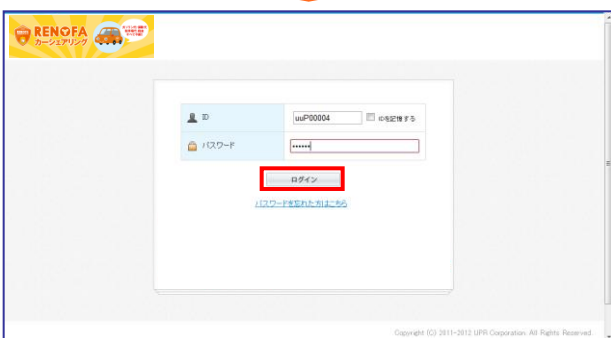 RENOFA
カーシェアリング
ID
uuP00004
IDを記憶する
パスワード
••••••
ログイン
パスワードを忘れた方はこちら
Copyright (C) 2011-2012 UPR Corporation. All Rights Reserved.